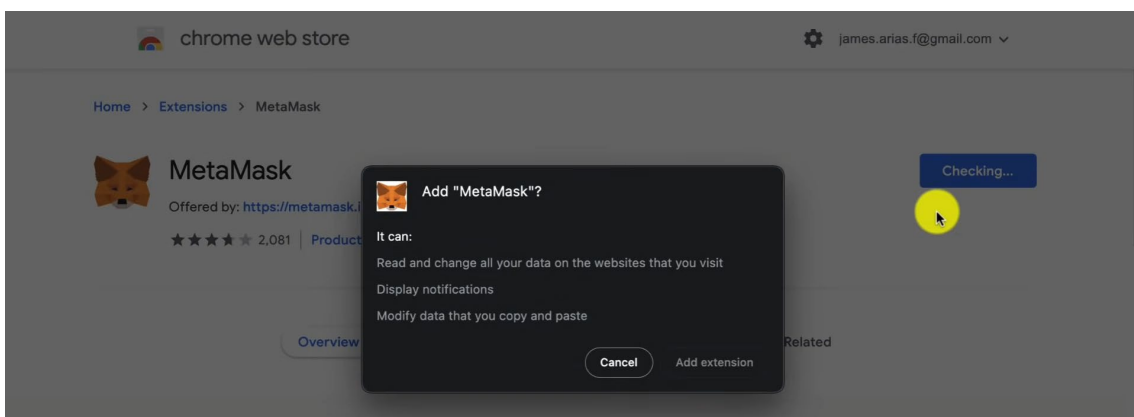 chrome web store
james.arias.f@gmail.com
Home > Extensions > MetaMask
MetaMask
Checking...
Offered by: https://metamask.i
2,081 Product
Add "MetaMask"?
It can:
Read and change all your data on the websites that you visit
Display notifications
Modify data that you copy and paste
Cancel Add extension
Overview
Related